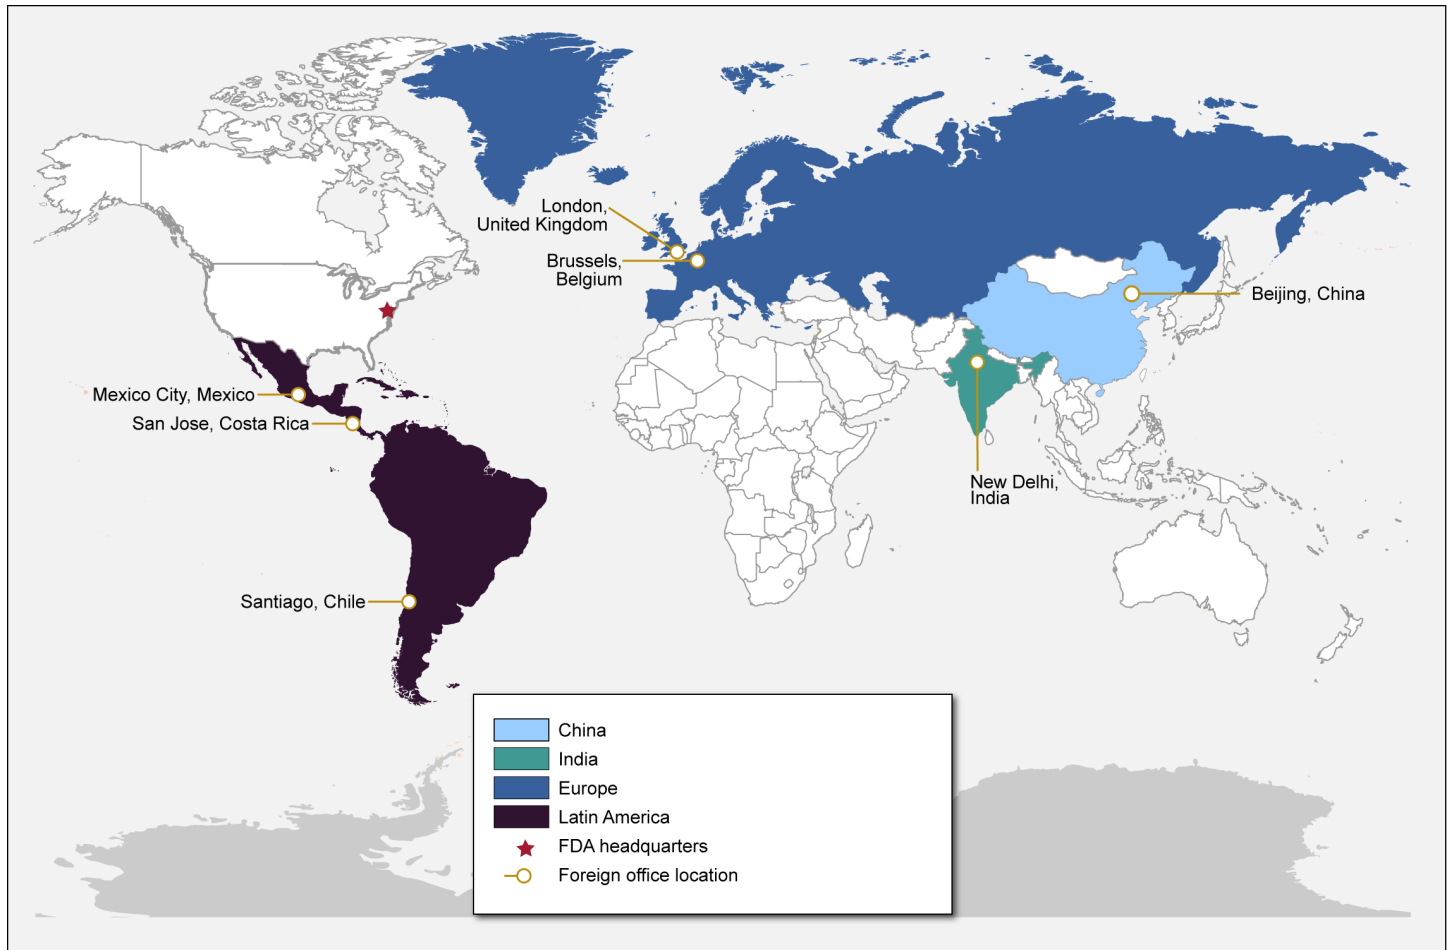 London,
United Kingdom
Brussels,
Belgium
Beijing, China
Mexico City, Mexico
San Jose, Costa Rica
New Delhi,
India
Santiago, Chile
China
India
Europe
Latin America
FDA headquarters
Foreign office location